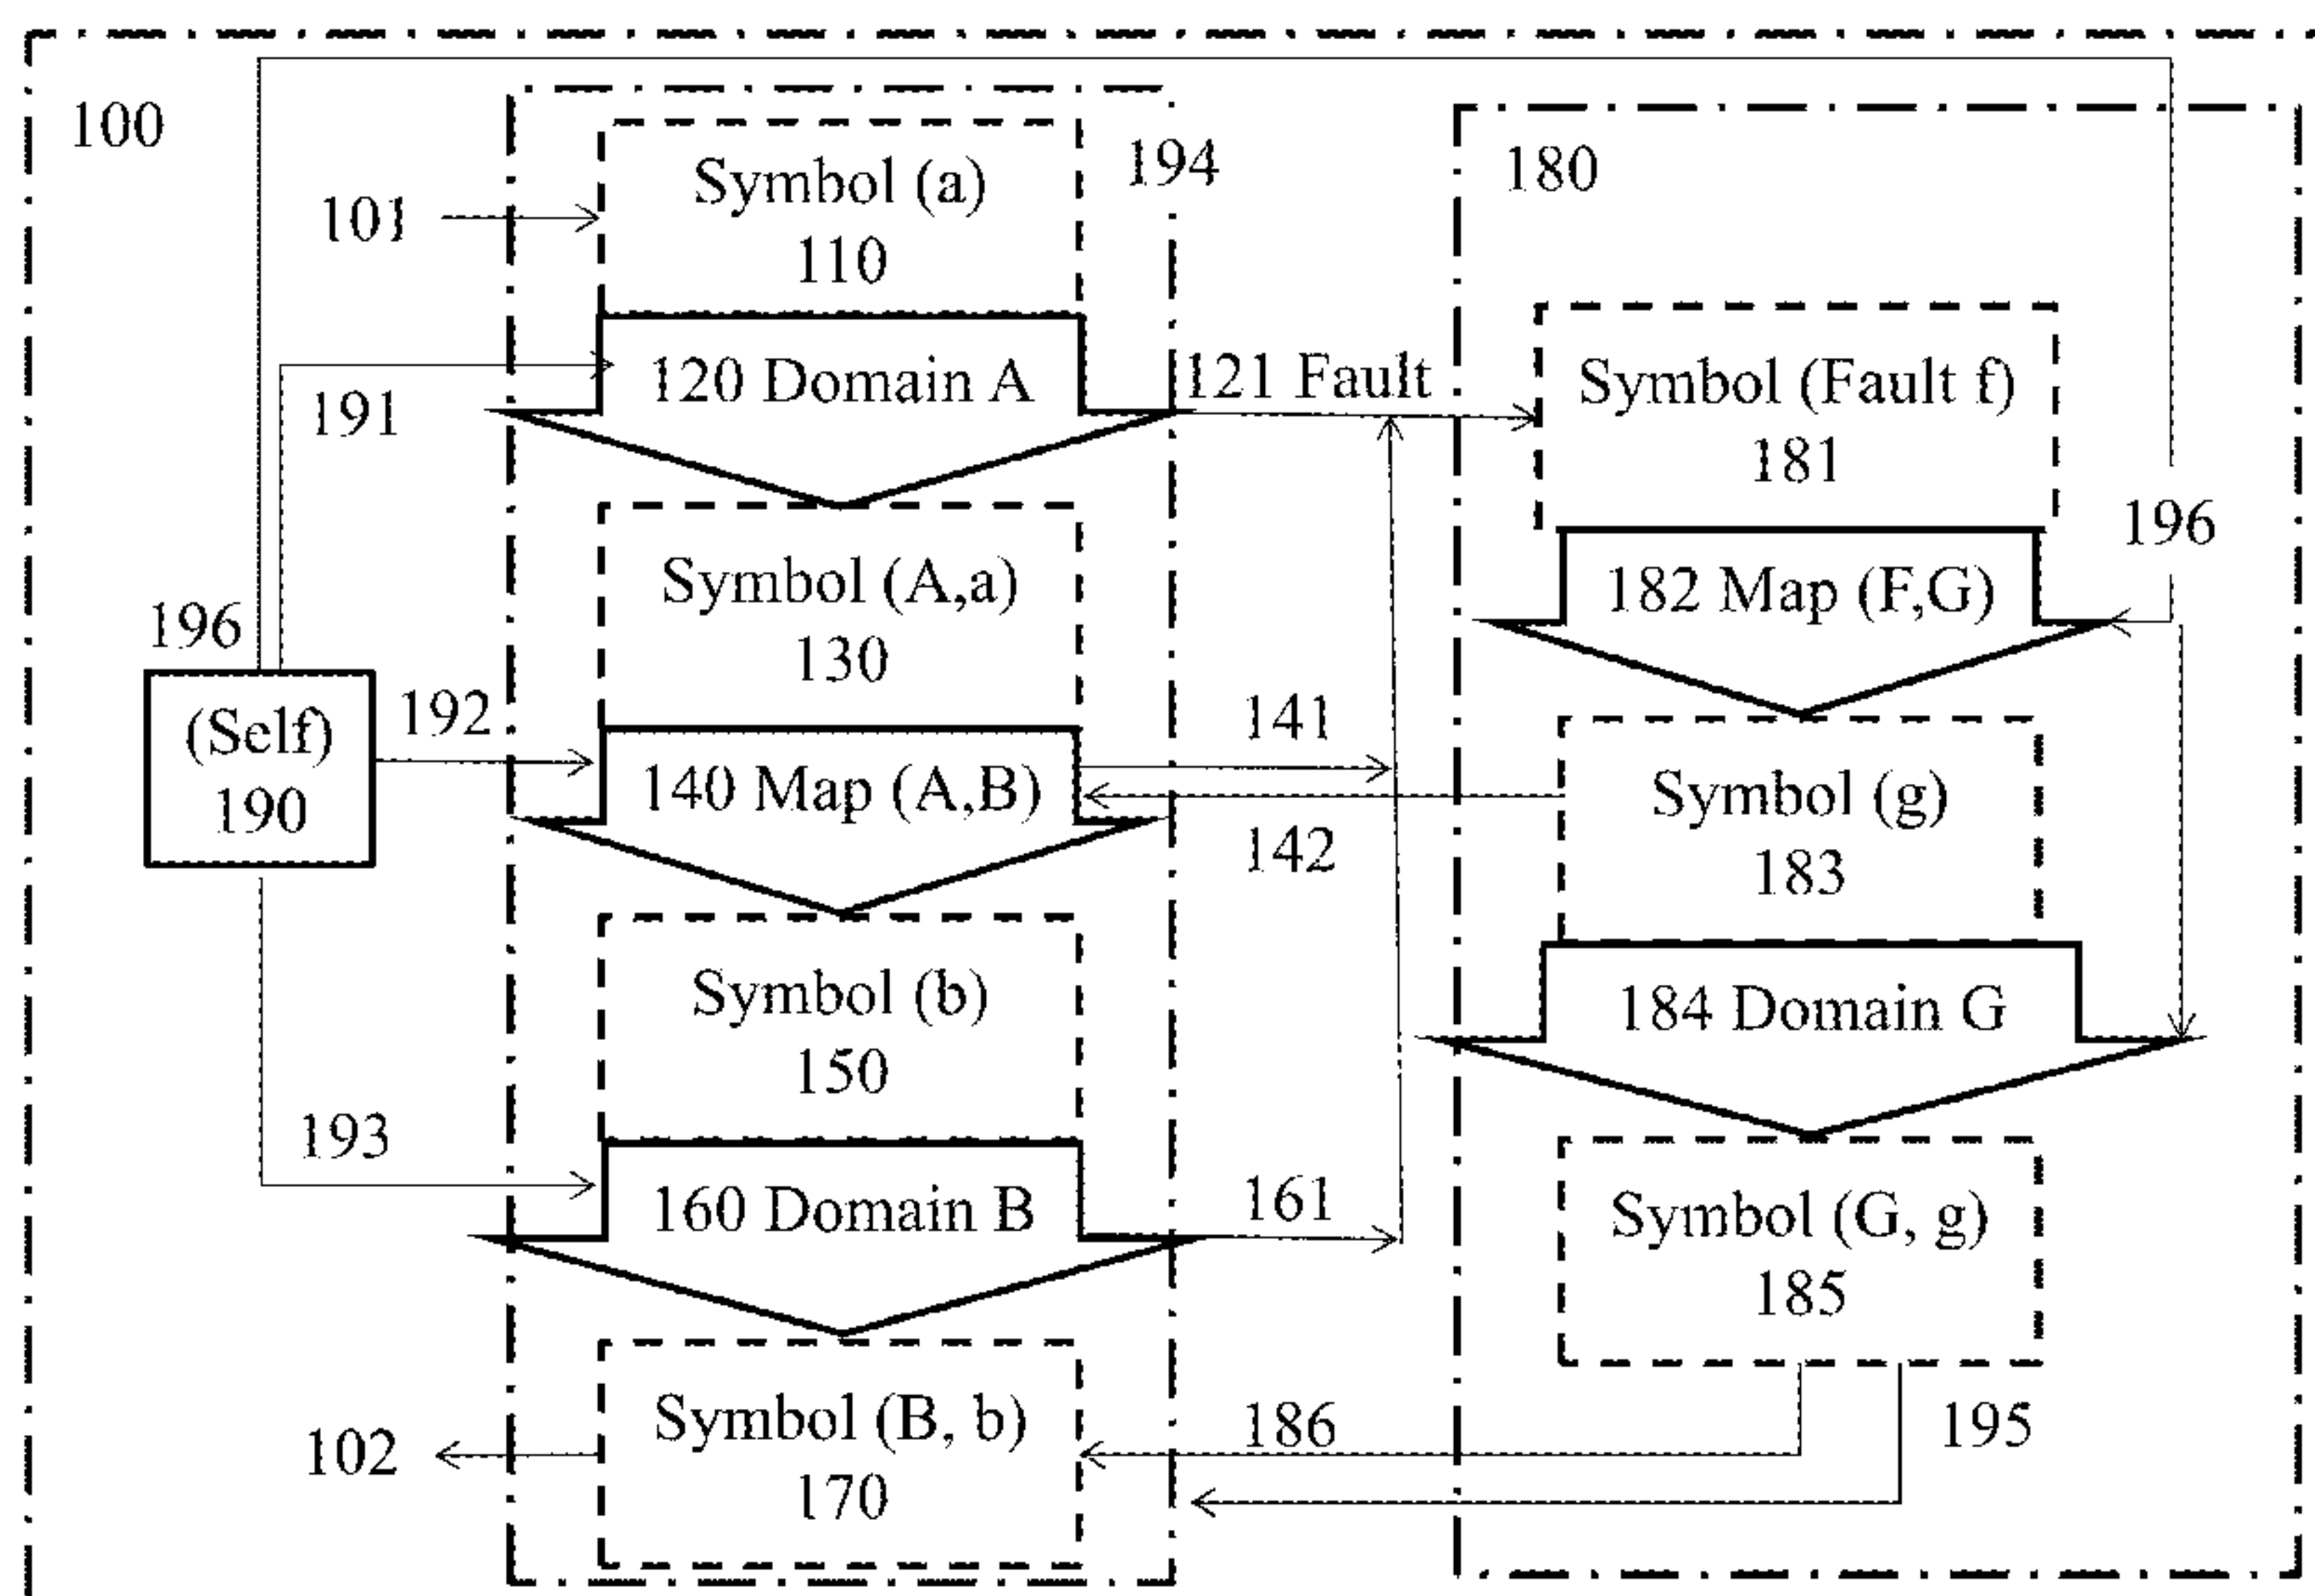 100
194
180
Symbol (a)
110
101
120 Domain A
121 Fault
191
Symbol (Fault f)
181
196
182 Map (F,G)
Symbol (A,a)
130
196
(Self)
190
192
140 Map (A,B)
141
142
Symbol (g)
183
Symbol (b)
150
184 Domain G
193
160 Domain B
161
Symbol (G, g)
185
Symbol (B, b)
170
102
186
195